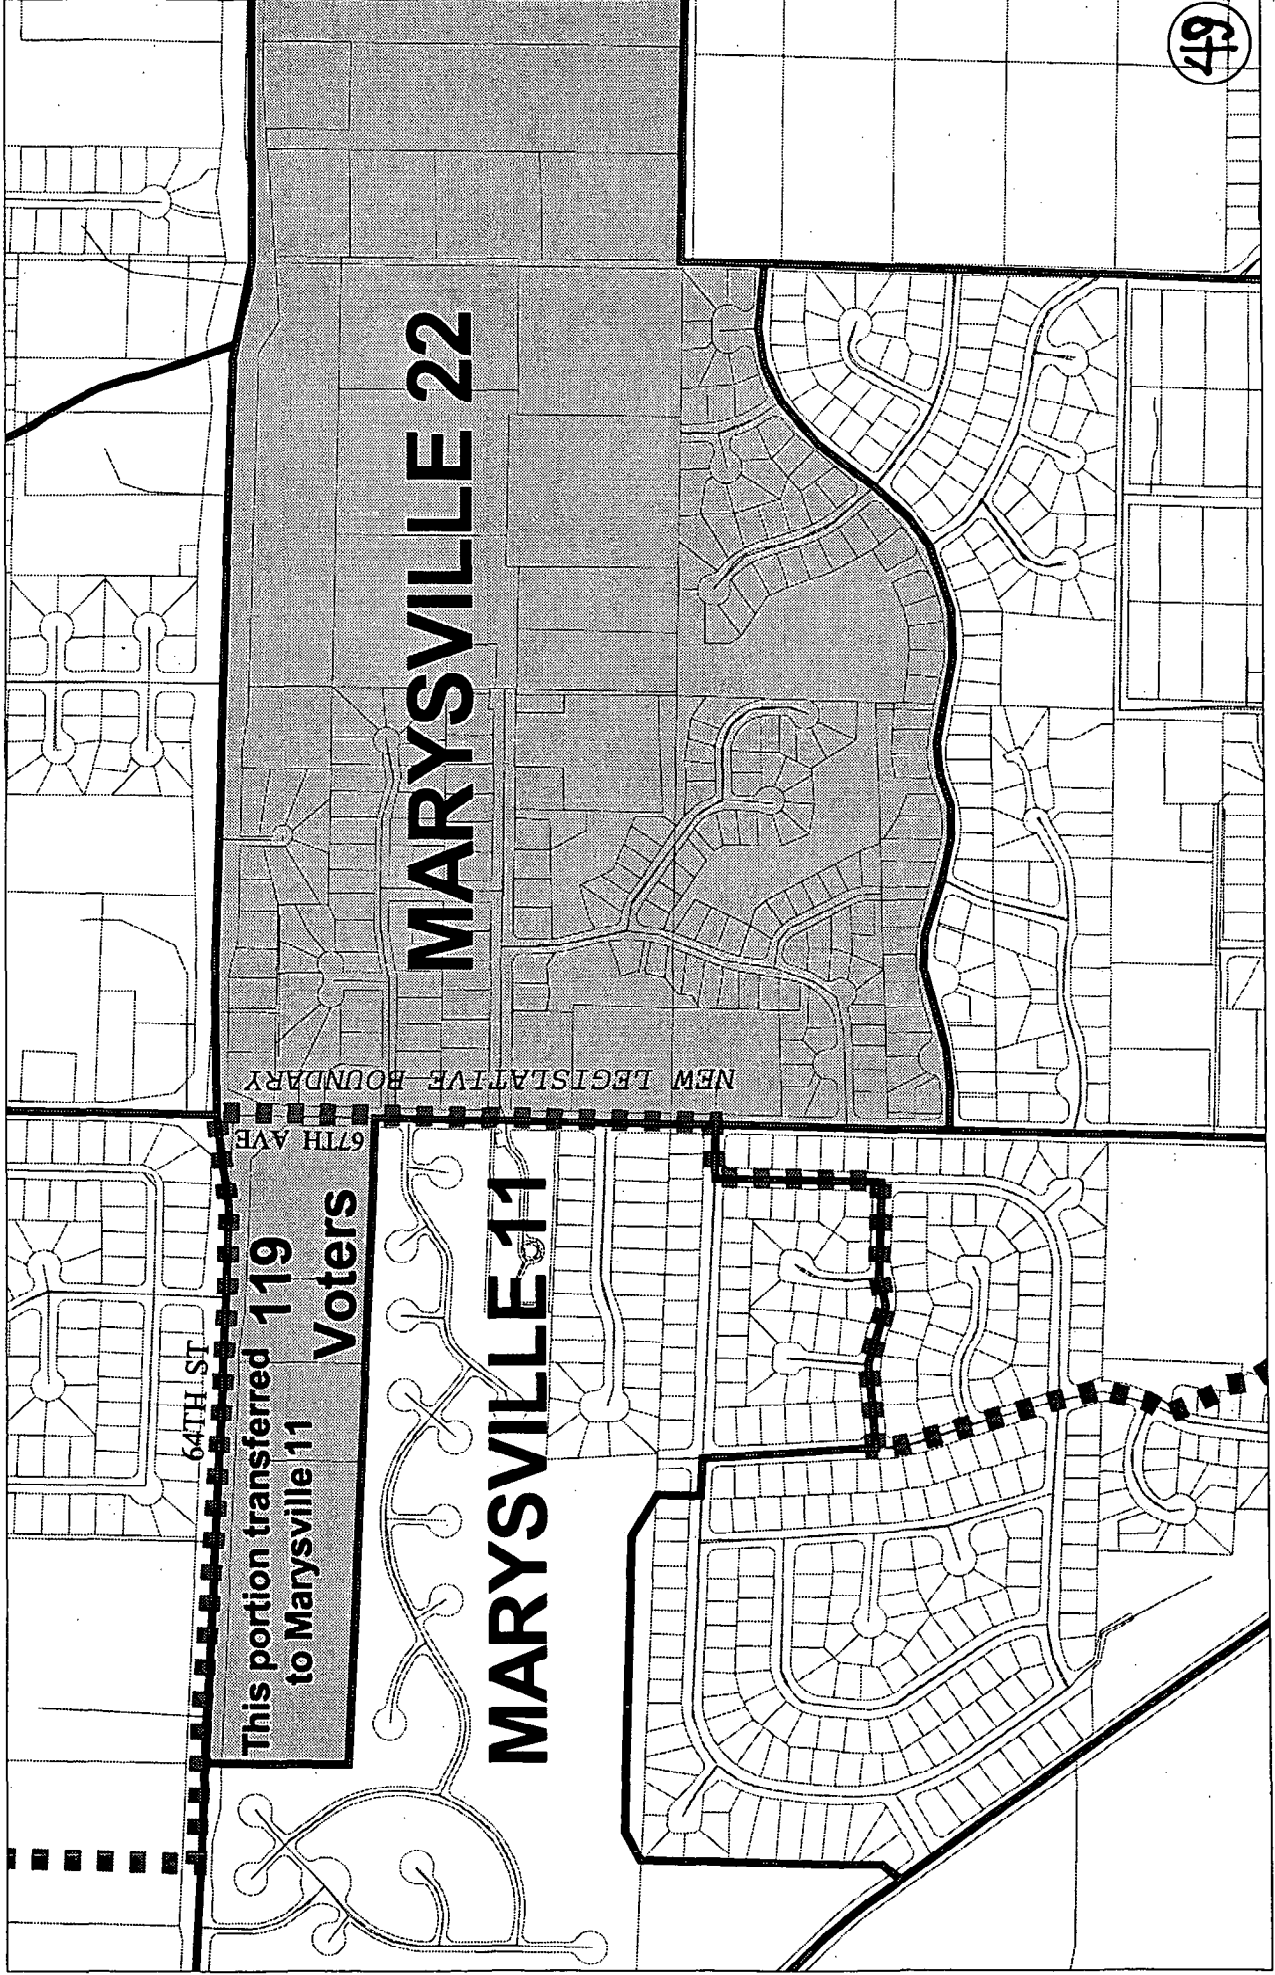 49
MARYSVILLE 22
NEW LEGISLATIVE BOUNDARY
67TH AVE
64TH ST
This portion transferred 119
to Marysville 11 Voters
MARYSVILLE 11